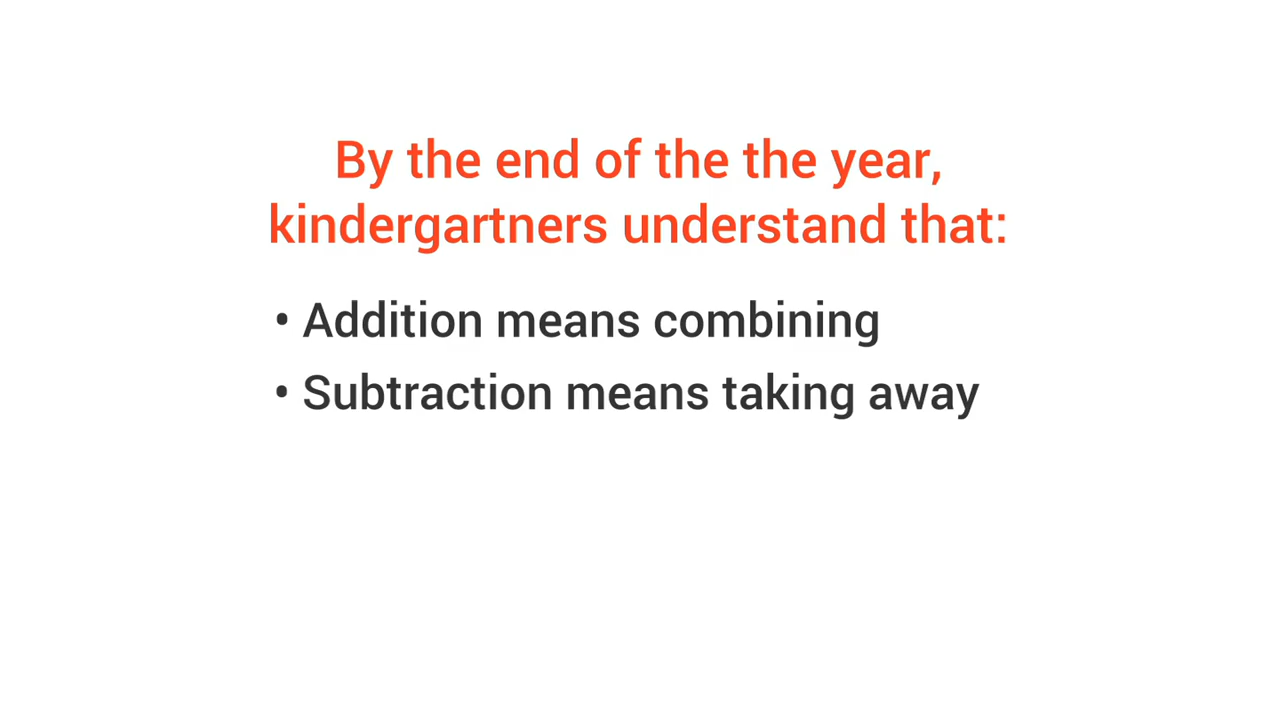 By the end of the the year,
kindergartners understand that:
• Addition means combining
• Subtraction means taking away